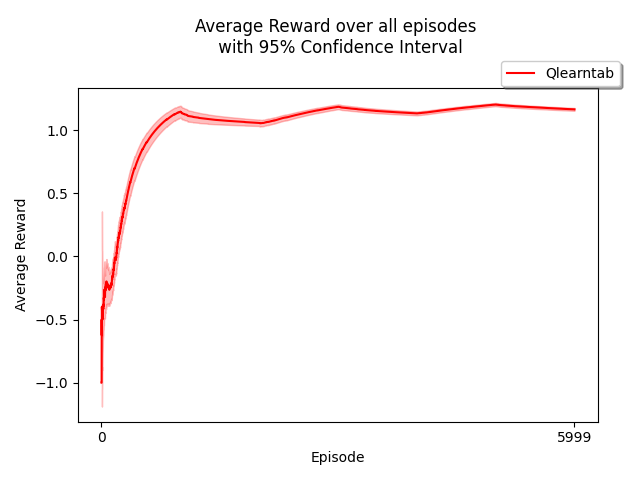 Average Reward over all episodes
with 95% Confidence Interval
Qlearntab
1.0
0.5
0.0
−0.5
−1.0
Average Reward
0
5999
Episode